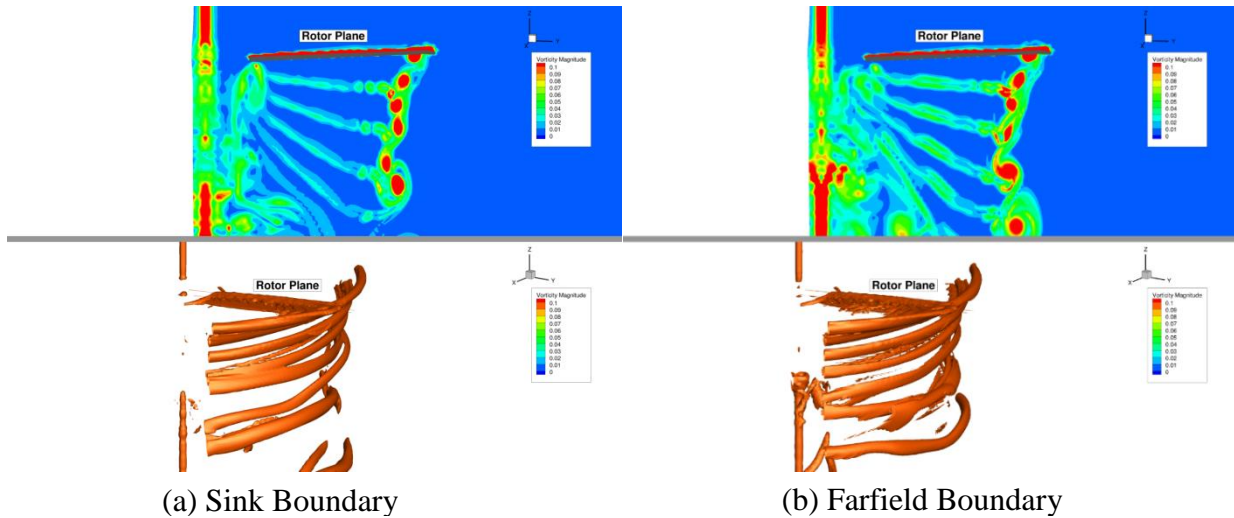 Rotor Plane
Z
X
Y
Vorticity Magnitude
0.1
0.09
0.08
0.07
0.06
0.05
0.04
0.03
0.02
0.01
0
Rotor Plane
Z
X
Y
Vorticity Magnitude
0.1
0.09
0.08
0.07
0.06
0.05
0.04
0.03
0.02
0.01
0
Rotor Plane
Z
X
Y
Vorticity Magnitude
0.1
0.09
0.08
0.07
0.06
0.05
0.04
0.03
0.02
0.01
0
Rotor Plane
Z
X
Y
Vorticity Magnitude
0.1
0.09
0.08
0.07
0.06
0.05
0.04
0.03
0.02
0.01
0
(a) Sink Boundary
(b) Farfield Boundary